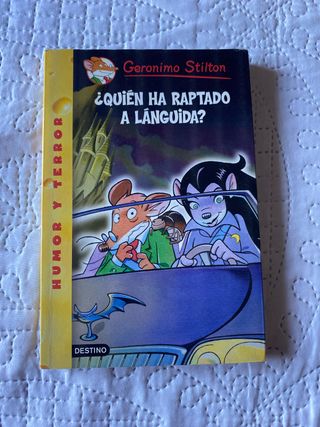 Geronimo Stilton
¿QUIÉN HA RAPTADO
A LÁNGUIDA?
HUMOR Y TERROR
DESTINO